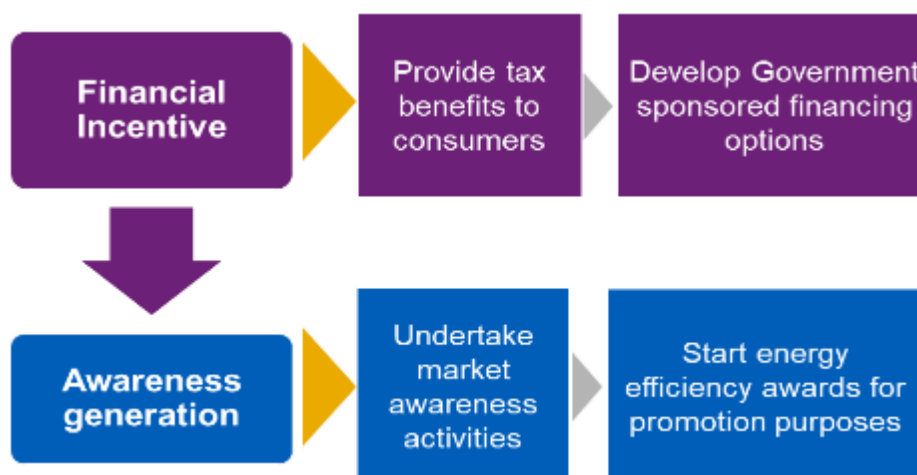 Financial
Incentive
Provide tax
benefits to
consumers
Develop Government
sponsored financing
options
Awareness
generation
Undertake
market
awareness
activities
Start energy
efficiency awards for
promotion purposes